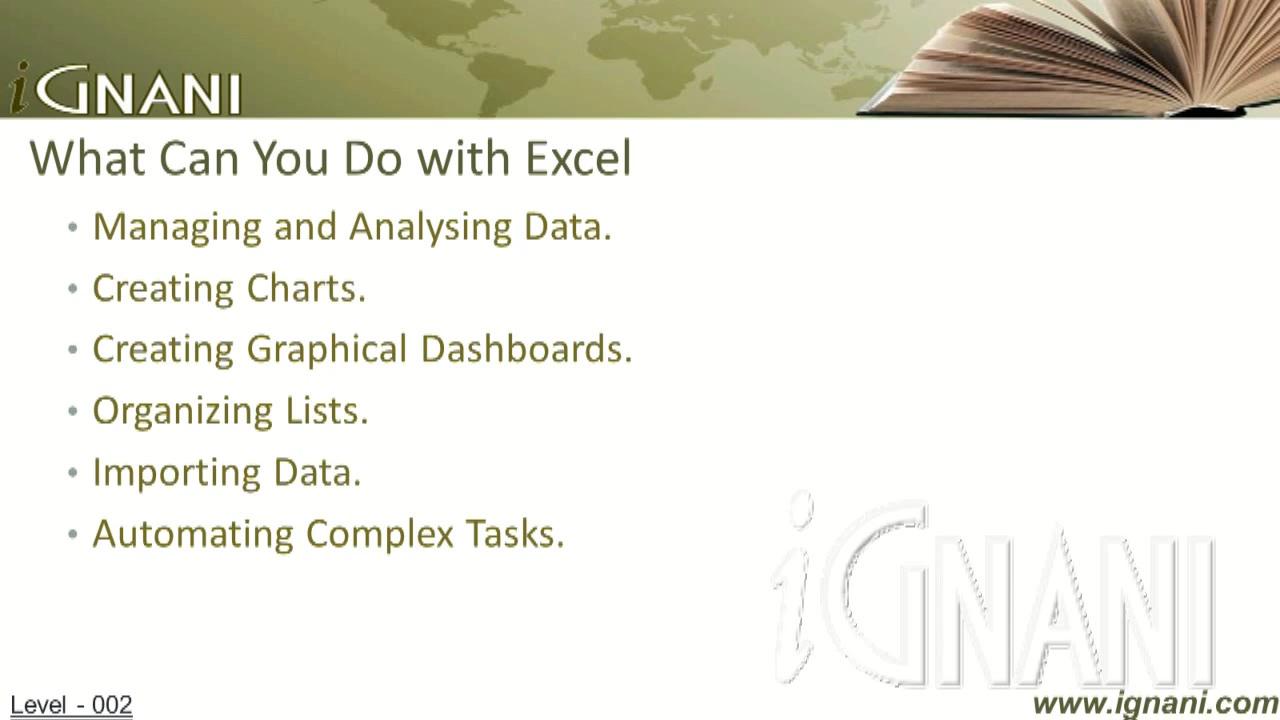 iGNANI
What Can You Do with Excel
• Managing and Analysing Data.
• Creating Charts.
• Creating Graphical Dashboards.
• Organizing Lists.
• Importing Data.
• Automating Complex Tasks.
iGNANI
Level - 002
www.ignani.com